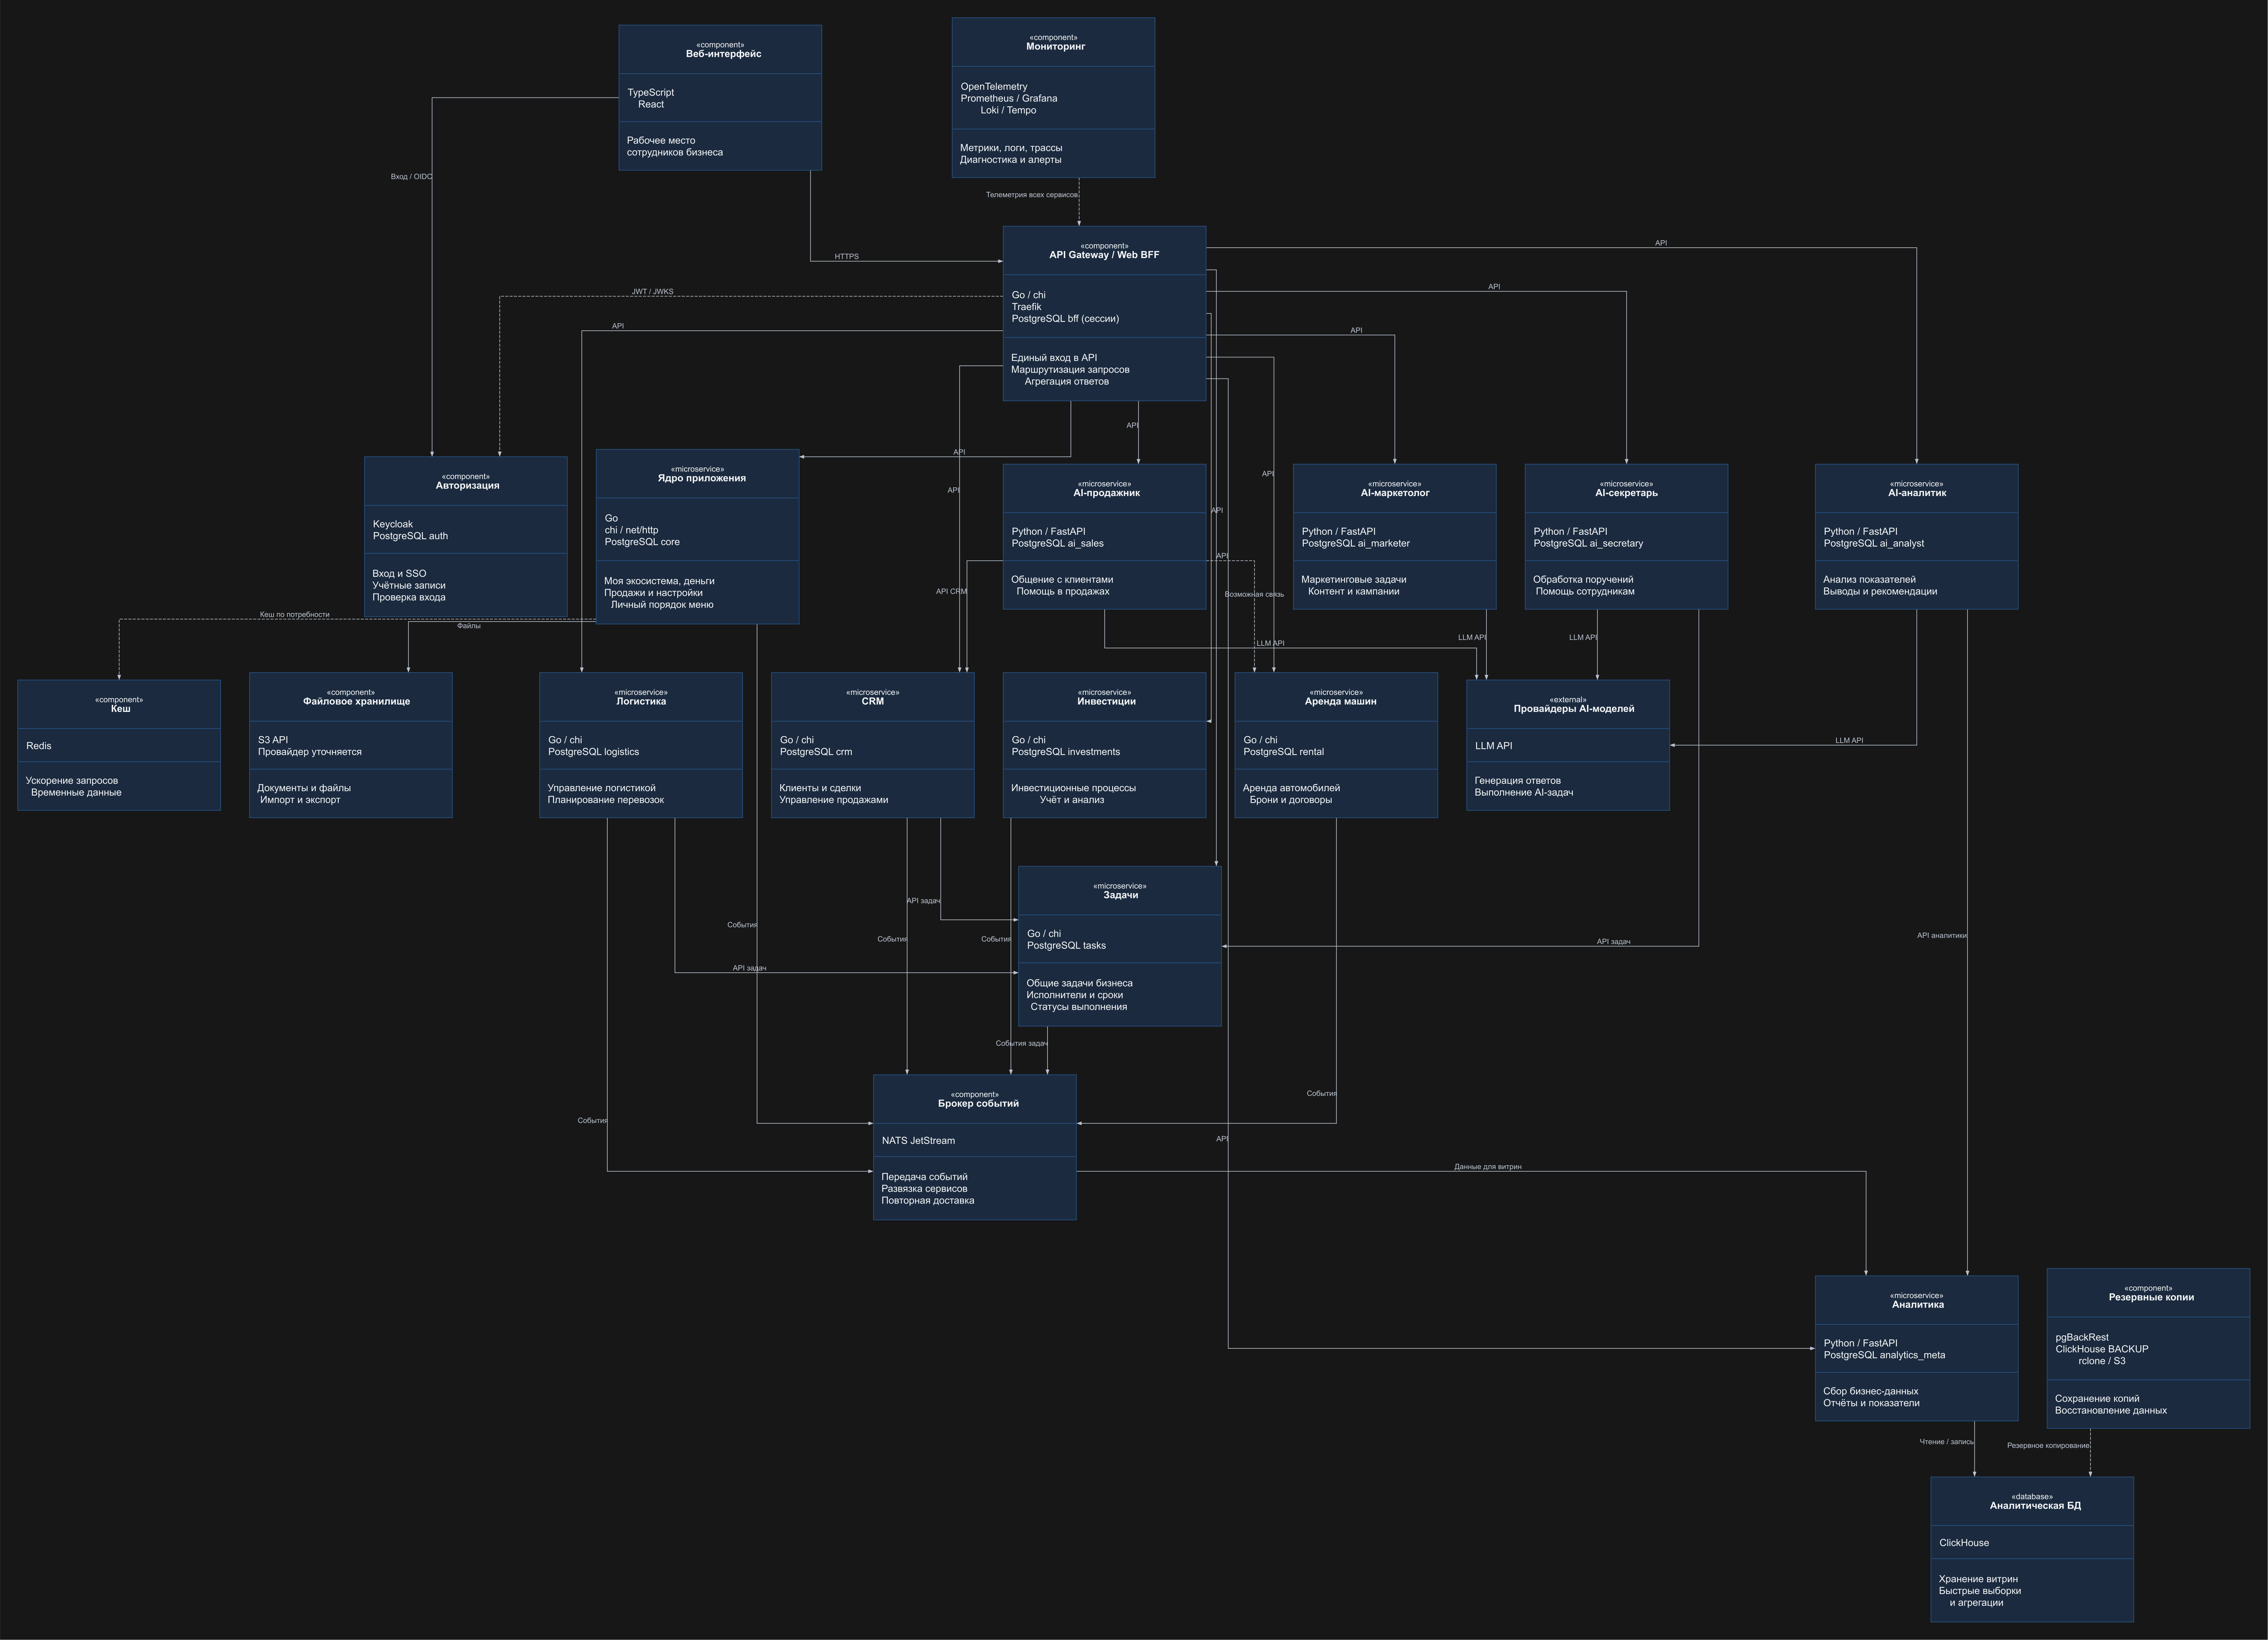 «component»
Веб-интерфейс
TypeScript
React
Рабочее место
сотрудников бизнеса
«component»
Мониторинг
OpenTelemetry
Prometheus / Grafana
Loki / Tempo
Метрики, логи, трассы
Диагностика и алерты
Вход / OIDC
Телеметрия всех сервисов
HTTPS
«component»
API Gateway / Web BFF
Go / chi
Traefik
PostgreSQL bff (сессии)
Единый вход в API
Маршрутизация запросов
Агрегация ответов
API
API
JWT / JWKS
API
API
API
API
API
API
API
«component»
Авторизация
Keycloak
PostgreSQL auth
Вход и SSO
Учётные записи
Проверка входа
«microservice»
Ядро приложения
Go
chi / net/http
PostgreSQL core
Моя экосистема, деньги
Продажи и настройки
Личный порядок меню
«microservice»
AI-продажник
Python / FastAPI
PostgreSQL ai_sales
Общение с клиентами
Помощь в продажах
«microservice»
AI-маркетолог
Python / FastAPI
PostgreSQL ai_marketer
Маркетинговые задачи
Контент и кампании
«microservice»
AI-секретарь
Python / FastAPI
PostgreSQL ai_secretary
Обработка поручений
Помощь сотрудникам
«microservice»
AI-аналитик
Python / FastAPI
PostgreSQL ai_analyst
Анализ показателей
Выводы и рекомендации
API
API CRM
Возможная связь
Кеш по потребности
Файлы
LLM API
LLM API
LLM API
LLM API
«component»
Кеш
Redis
Ускорение запросов
Временные данные
«component»
Файловое хранилище
S3 API
Провайдер уточняется
Документы и файлы
Импорт и экспорт
«microservice»
Логистика
Go / chi
PostgreSQL logistics
Управление логистикой
Планирование перевозок
«microservice»
CRM
Go / chi
PostgreSQL crm
Клиенты и сделки
Управление продажами
«microservice»
Инвестиции
Go / chi
PostgreSQL investments
Инвестиционные процессы
Учёт и анализ
«microservice»
Аренда машин
Go / chi
PostgreSQL rental
Аренда автомобилей
Брони и договоры
«external»
Провайдеры AI-моделей
LLM API
Генерация ответов
Выполнение AI-задач
«microservice»
Задачи
Go / chi
PostgreSQL tasks
Общие задачи бизнеса
Исполнители и сроки
Статусы выполнения
API задач
События
События
События
API задач
API задач
API аналитики
События задач
События
События
API
«component»
Брокер событий
NATS JetStream
Передача событий
Развязка сервисов
Повторная доставка
Данные для витрин
«microservice»
Аналитика
Python / FastAPI
PostgreSQL analytics_meta
Сбор бизнес-данных
Отчёты и показатели
«component»
Резервные копии
pgBackRest
ClickHouse BACKUP
rclone / S3
Сохранение копий
Восстановление данных
Чтение / запись
Резервное копирование
«database»
Аналитическая БД
ClickHouse
Хранение витрин
Быстрые выборки
и агрегации